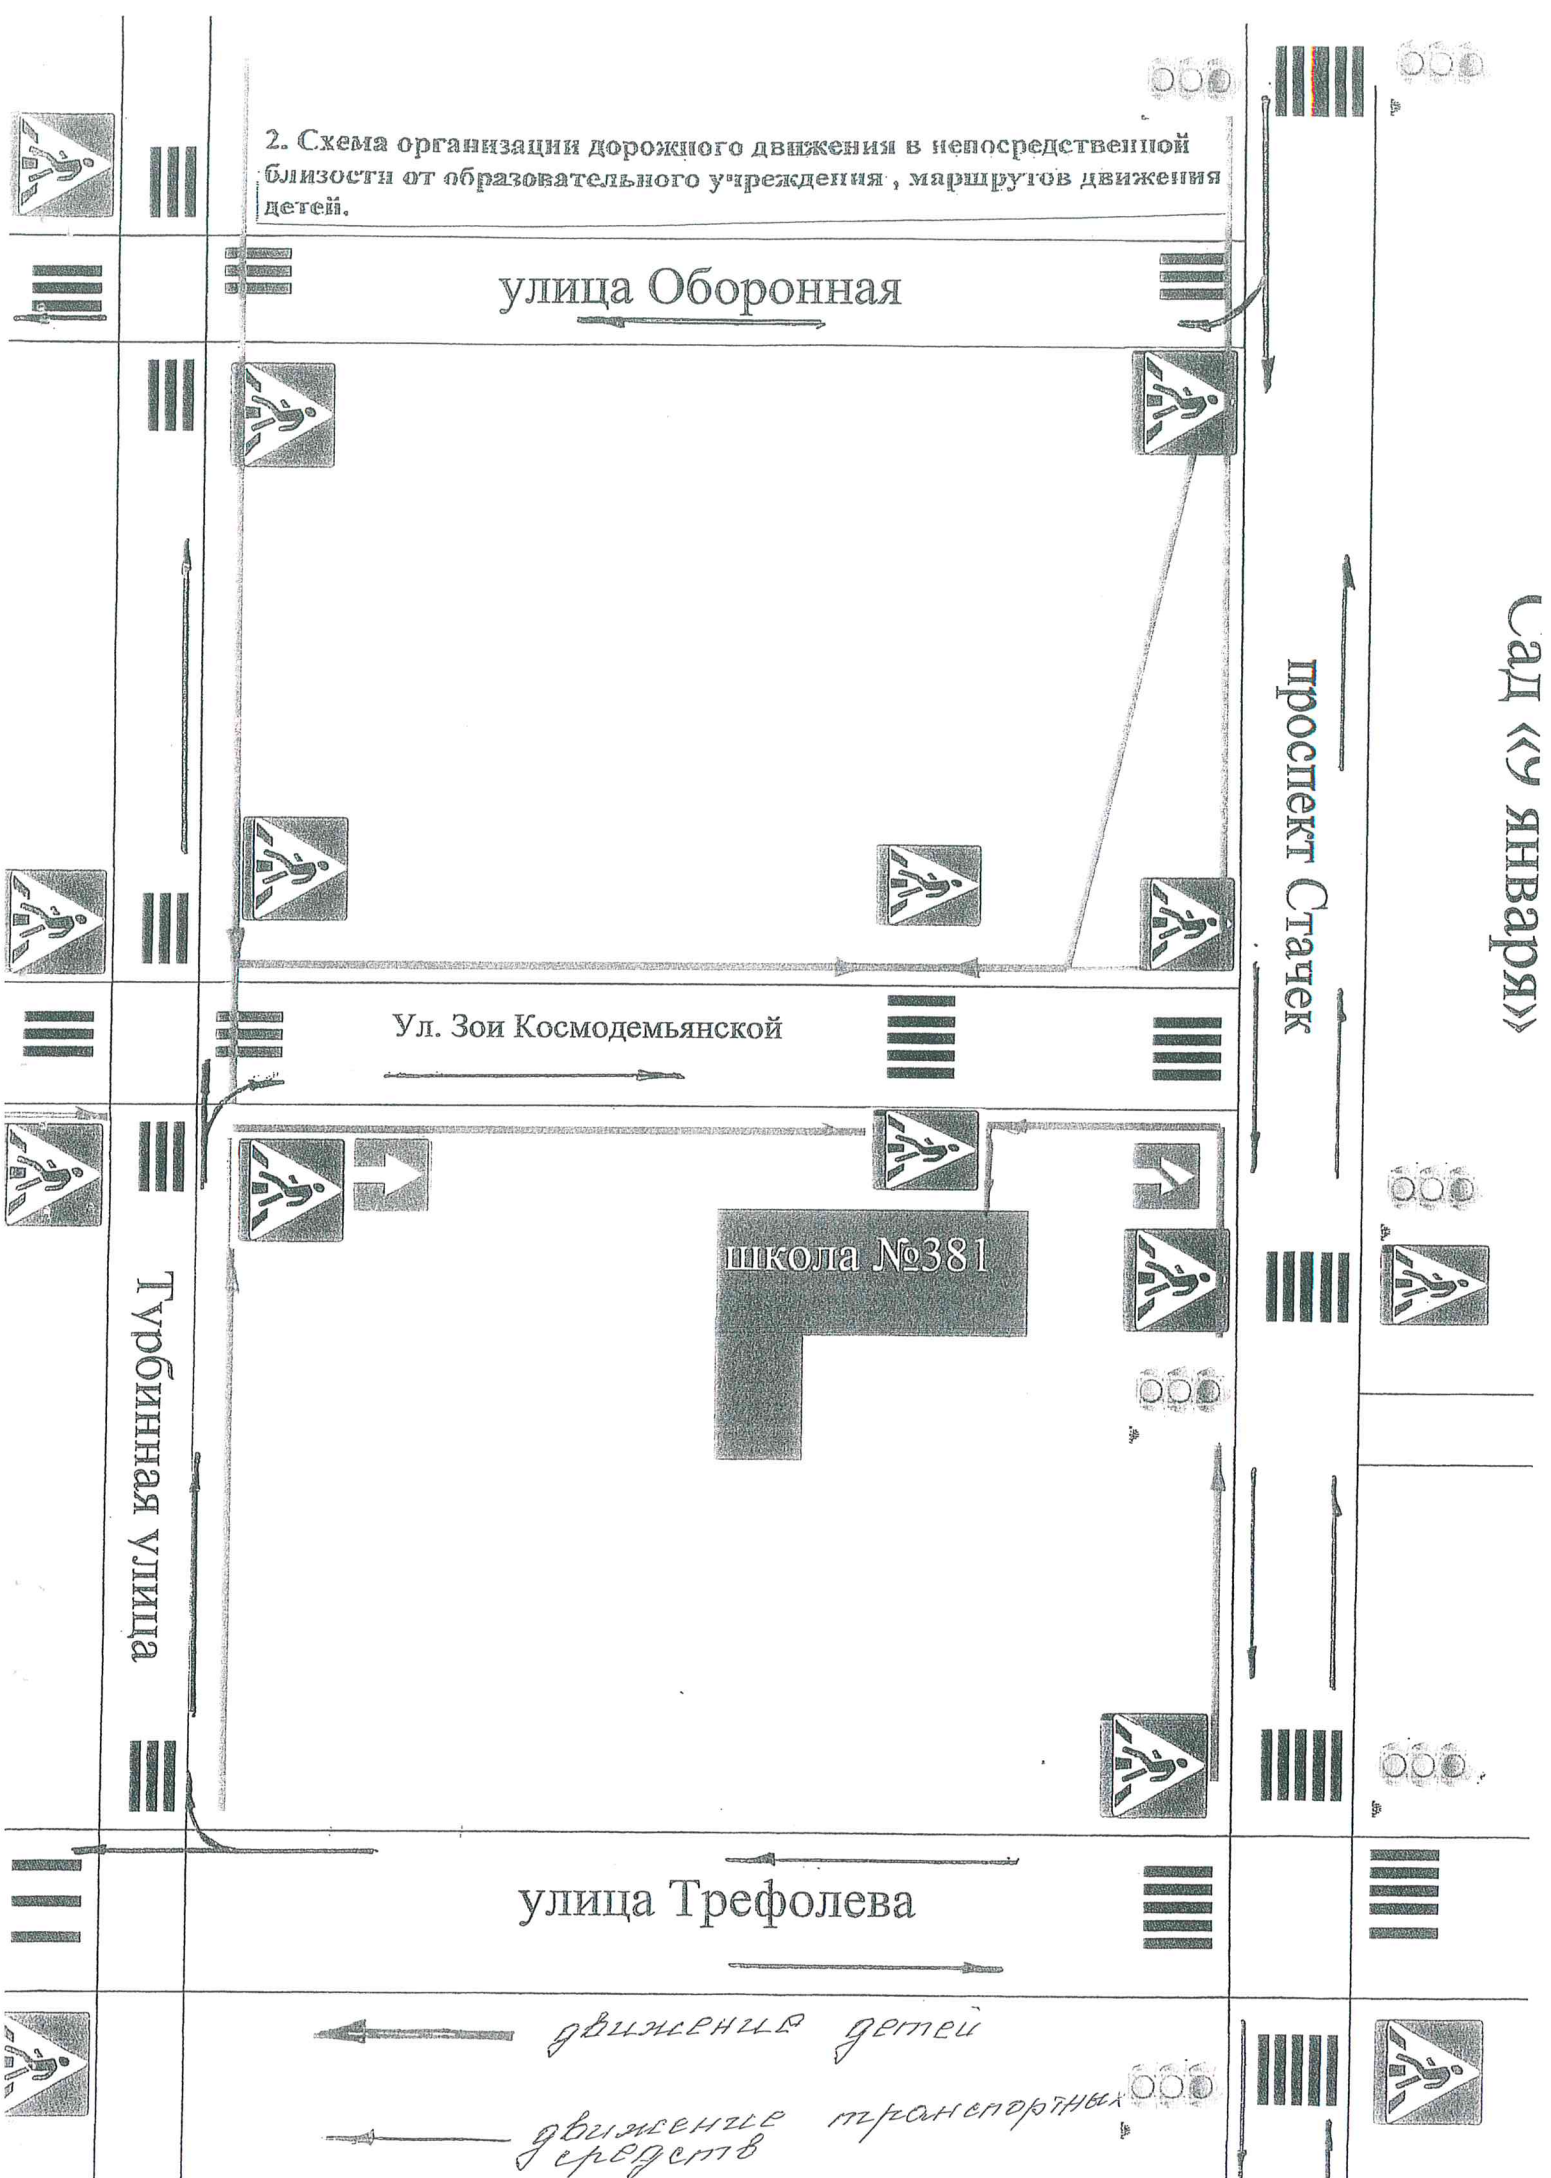 2. Схема организации дорожного движения в непосредственной
близости от образовательного учреждения , маршрутов движения
детей.
улица Оборонная
Сад «9 января»
проспект Стачек
Ул. Зои Космодемьянской
школа №381
Турбинная улица
улица Трефолева
движение детей
движение транспортных
средств